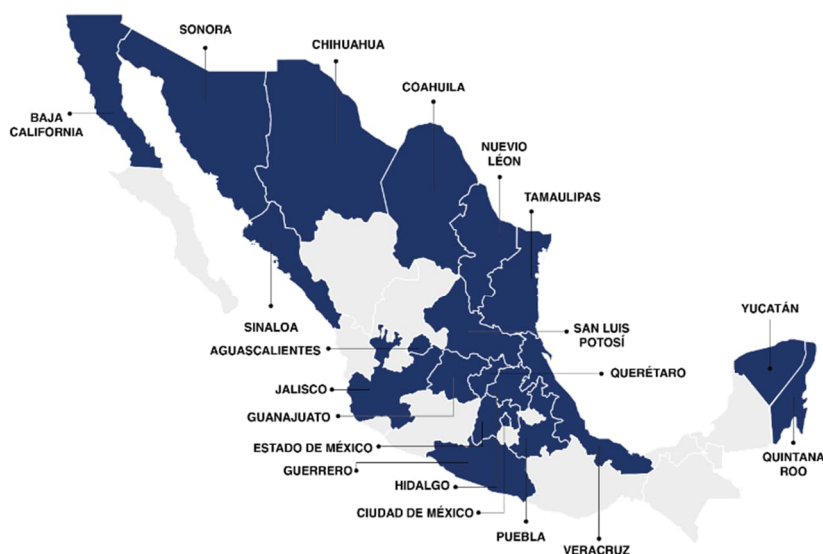 SONORA
CHIHUAHUA
COAHUILA
BAJA
CALIFÓRNIA
NUEVIO
LÉON
TAMAULIPAS
YUCATÁN
SINALOA
SAN LUIS
POTOSÍ
AGUASCALIENTES
QUERÉTARO
JALISCO
GUANAJUATO
ESTADO DE MÉXICO
QUINTANA
ROO
GUERRERO
HIDALGO
CIUDAD DE MÉXICO
PUEBLA
VERACRUZ